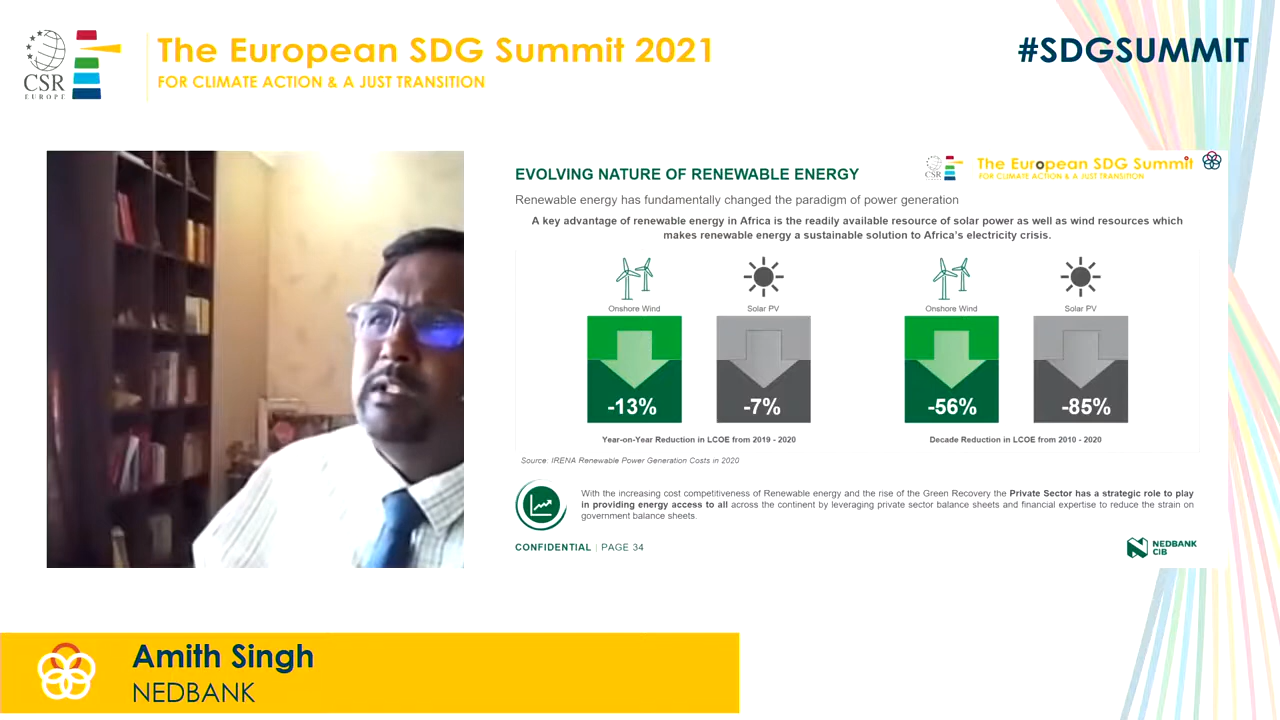 CSR
EUROPE
The European SDG Summit 2021
FOR CLIMATE ACTION & A JUST TRANSITION
#SDGSUMMIT
EVOLVING NATURE OF RENEWABLE ENERGY
CSR
The European SDG Summit
FOR CLIMATE ACTION & A JUST TRANSITION
Renewable energy has fundamentally changed the paradigm of power generation
A key advantage of renewable energy in Africa is the readily available resource of solar power as well as wind resources which
makes renewable energy a sustainable solution to Africa's electricity crisis.
Onshore Wind
Solar PV
Onshore Wind
Solar PV
-13%
-7%
-56%
-85%
Year-on-Year Reduction in LCOE from 2019 - 2020
Decade Reduction in LCOE from 2010 - 2020
Source: IRENA Renewable Power Generation Costs in 2020
With the increasing cost competitiveness of Renewable energy and the rise of the Green Recovery the Private Sector has a strategic role to play
in providing energy access to all across the continent by leveraging private sector balance sheets and financial expertise to reduce the strain on
government balance sheets.
CONFIDENTIAL | PAGE 34
NEDBANK
CIB
Amith Singh
NEDBANK